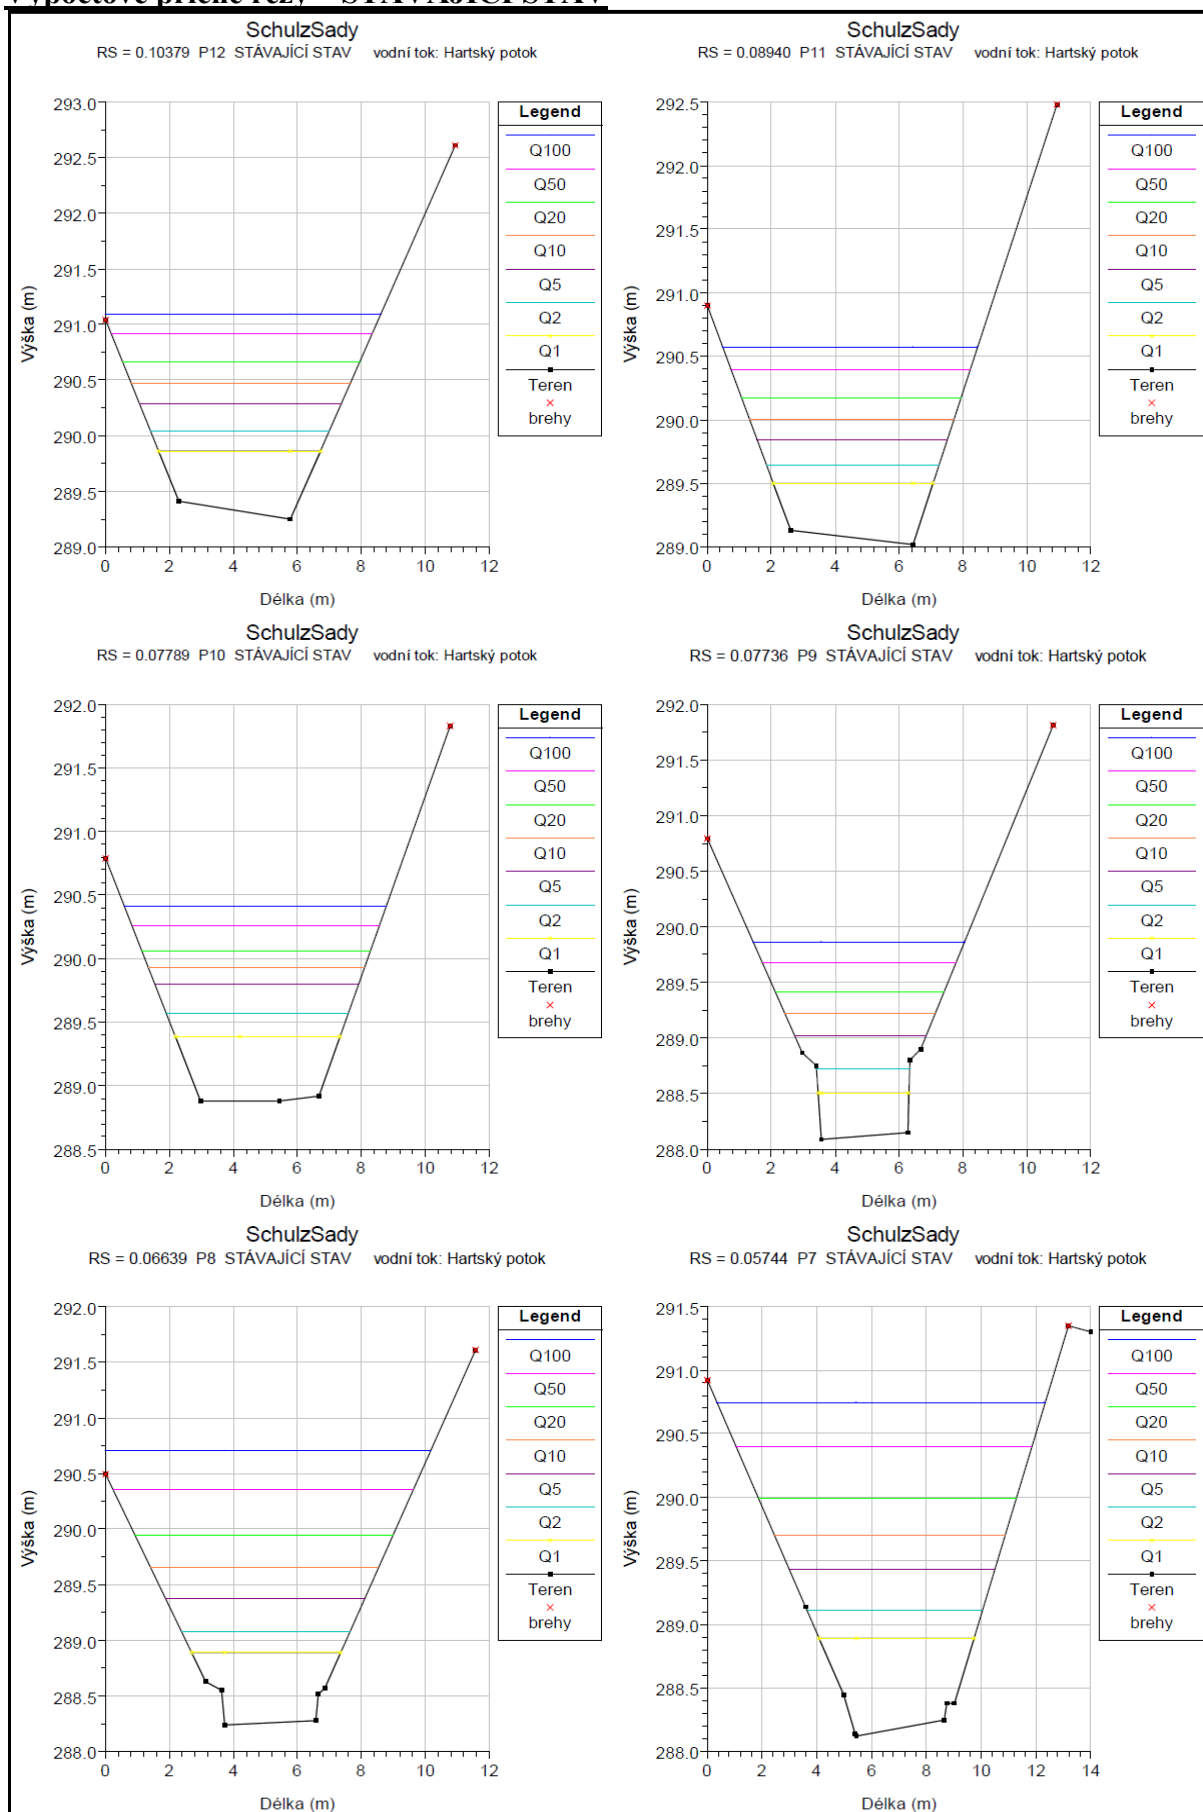 Výpočtové příčné řezy – STÁVAJÍCÍ STAV
SchulzSady
RS = 0.10379 P12 STÁVAJÍCÍ STAV vodní tok: Hartský potok
293.0
292.5
292.0
291.5
291.0
290.5
290.0
289.5
289.0
Výška (m)
0 2 4 6 8 10 12
Délka (m)
Legend
Q100
Q50
Q20
Q10
Q5
Q2
Q1
Teren
brehy
SchulzSady
RS = 0.08940 P11 STÁVAJÍCÍ STAV vodní tok: Hartský potok
292.5
292.0
291.5
291.0
290.5
290.0
289.5
289.0
Výška (m)
0 2 4 6 8 10 12
Délka (m)
Legend
Q100
Q50
Q20
Q10
Q5
Q2
Q1
Teren
brehy
SchulzSady
RS = 0.07789 P10 STÁVAJÍCÍ STAV vodní tok: Hartský potok
292.0
291.5
291.0
290.5
290.0
289.5
289.0
288.5
Výška (m)
0 2 4 6 8 10 12
Délka (m)
Legend
Q100
Q50
Q20
Q10
Q5
Q2
Q1
Teren
brehy
SchulzSady
RS = 0.07736 P9 STÁVAJÍCÍ STAV vodní tok: Hartský potok
292.0
291.5
291.0
290.5
290.0
289.5
289.0
288.5
288.0
Výška (m)
0 2 4 6 8 10 12
Délka (m)
Legend
Q100
Q50
Q20
Q10
Q5
Q2
Q1
Teren
brehy
SchulzSady
RS = 0.06639 P8 STÁVAJÍCÍ STAV vodní tok: Hartský potok
292.0
291.5
291.0
290.5
290.0
289.5
289.0
288.5
288.0
Výška (m)
0 2 4 6 8 10 12
Délka (m)
Legend
Q100
Q50
Q20
Q10
Q5
Q2
Q1
Teren
brehy
SchulzSady
RS = 0.05744 P7 STÁVAJÍCÍ STAV vodní tok: Hartský potok
291.5
291.0
290.5
290.0
289.5
289.0
288.5
288.0
Výška (m)
0 2 4 6 8 10 12 14
Délka (m)
Legend
Q100
Q50
Q20
Q10
Q5
Q2
Q1
Teren
brehy